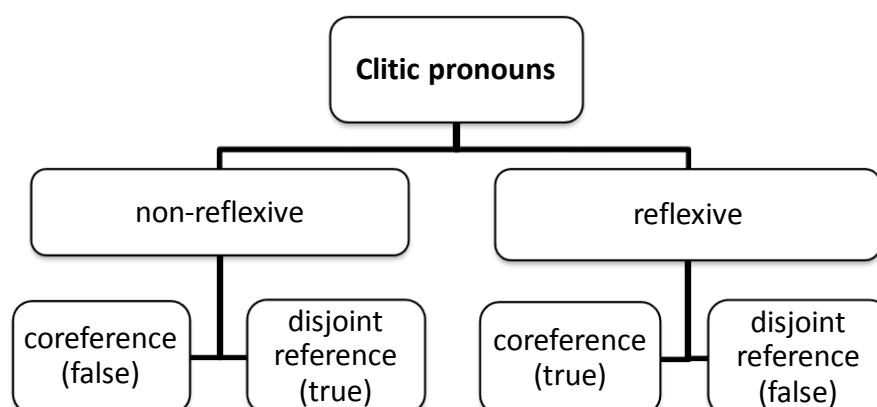 Clitic pronouns
non-reflexive
reflexive
coreference
(false)
disjoint
reference
(true)
coreference
(true)
disjoint
reference
(false)